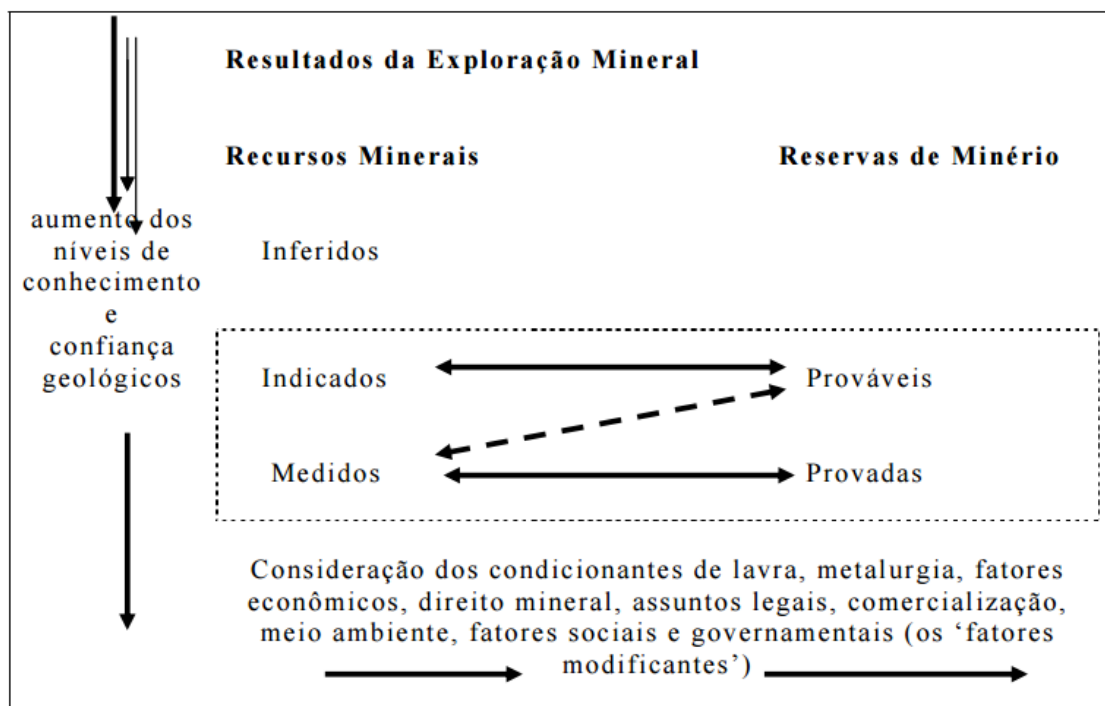 Resultados da Exploração Mineral
Recursos Minerais Reservas de Minério
aumento dos
níveis de
conhecimento
e
confiança
geológicos
Inferidos
Indicados Prováveis
Medidos Provadas
Consideração dos condicionantes de lavra, metalurgia, fatores
econômicos, direito mineral, assuntos legais, comercialização,
meio ambiente, fatores sociais e governamentais (os ‘fatores
modificantes’)